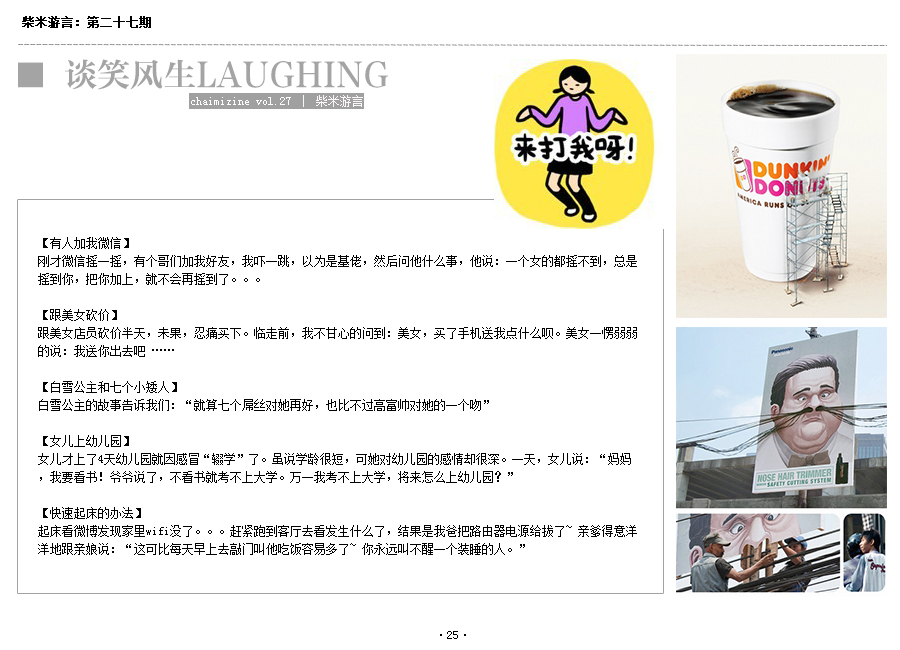 柴米游言：第二十七期
谈笑风生LAUGHING
chaimizine vol.27 | 柴米游言
来打我呀！
DUNKIN'
DONUTS
AMERICA RUNS
【有人加我微信】
刚才微信摇一摇，有个哥们加我好友，我吓一跳，以为是基佬，然后问他什么事，他说：一个女的都摇不到，总是
摇到你，把你加上，就不会再摇到了。。。
【跟美女砍价】
跟美女店员砍价半天，未果，忍痛买下。临走前，我不甘心的问到：美女，买了手机送我点什么呗。美女一愣弱弱
的说：我送你出去吧 ……
【白雪公主和七个小矮人】
白雪公主的故事告诉我们：“就算七个屌丝对她再好，也比不过高富帅对她的一个吻”
【女儿上幼儿园】
女儿才上了4天幼儿园就因感冒“辍学”了。虽说学龄很短，可她对幼儿园的感情却很深。一天，女儿说：“妈妈
，我要看书！爷爷说了，不看书就考不上大学。万一我考不上大学，将来怎么上幼儿园？”
【快速起床的办法】
起床看微博发现家里wifi没了。。。赶紧跑到客厅去看发生什么了，结果是我爸把路由器电源给拔了~ 亲爹得意洋
洋地跟亲娘说：“这可比每天早上去敲门叫他吃饭容易多了~ 你永远叫不醒一个装睡的人。”
Panasonic
NOSE HAIR TRIMMER
SAFETY CUTTING SYSTEM
·25·